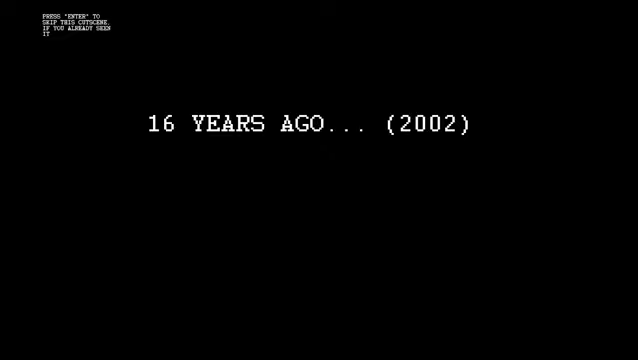 PRESS "ENTER" TO
SKIP THIS CUTSCENE.
IF YOU ALREADY SEEN
IT
16 YEARS AGO... (2002)